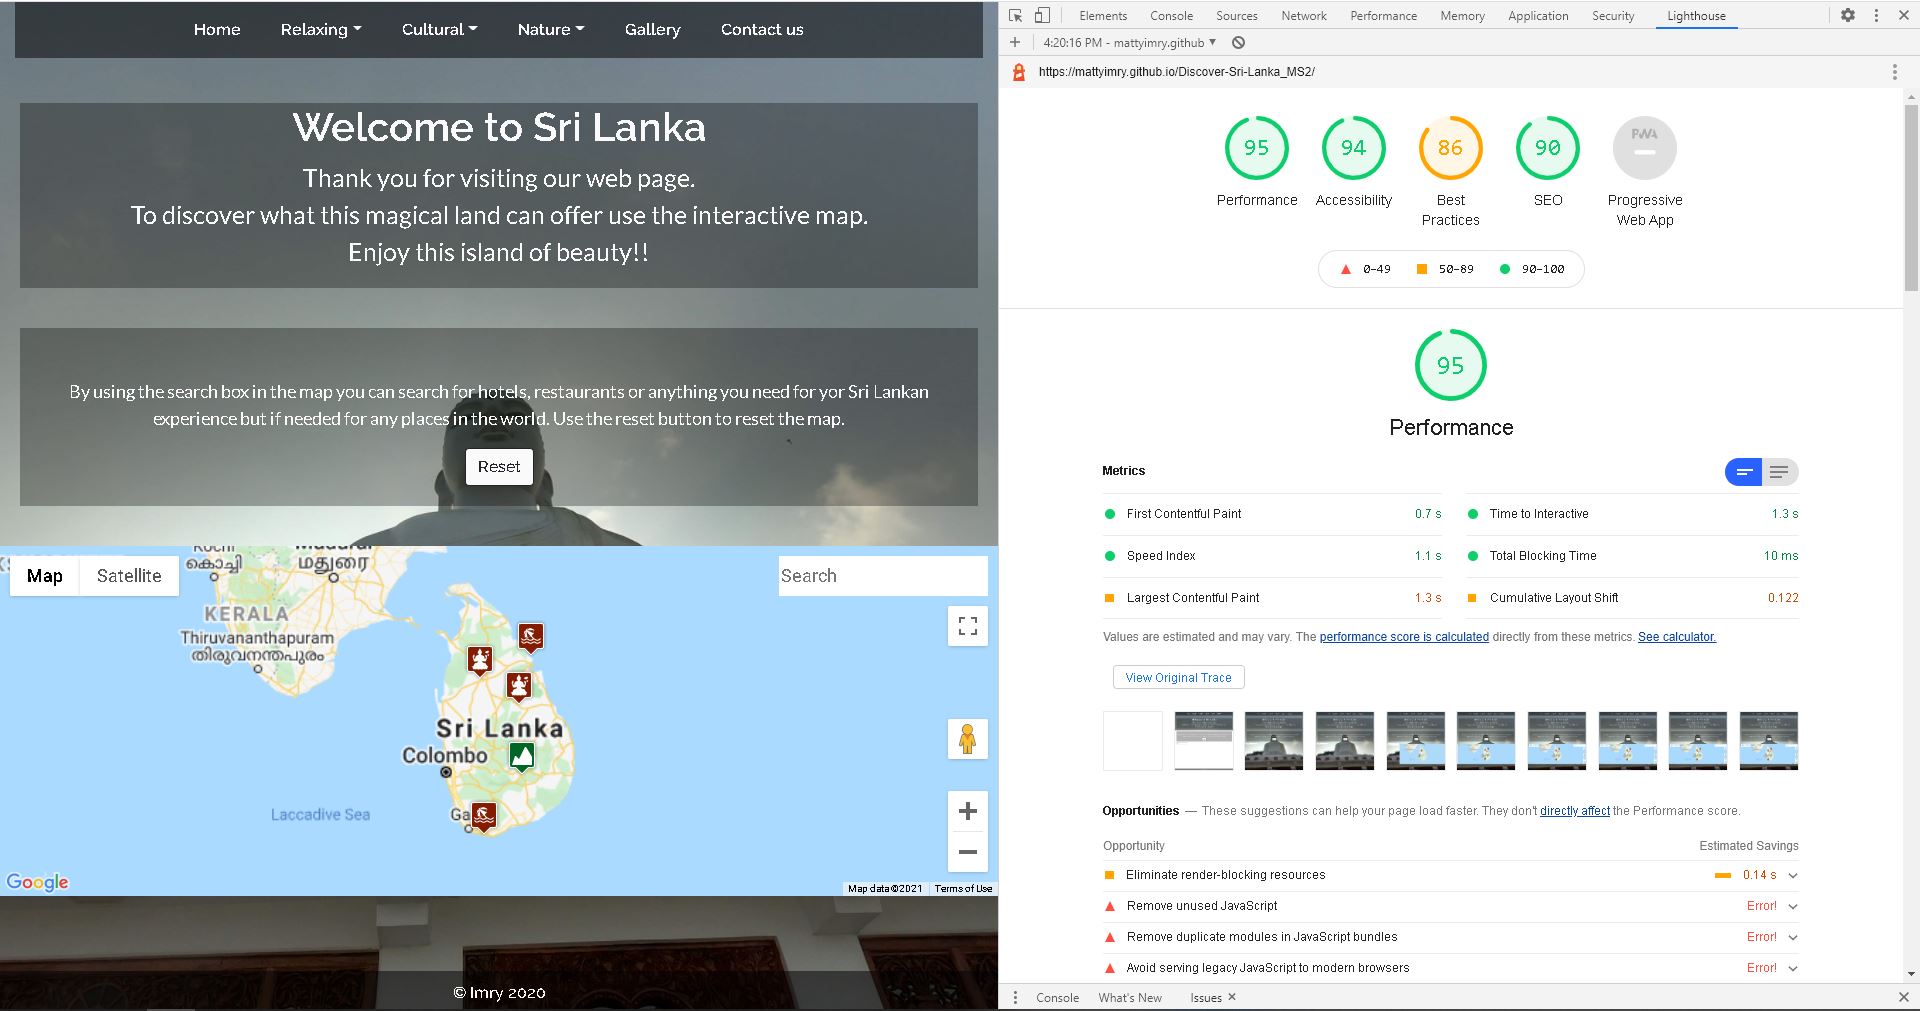 Home Relaxing Cultural Nature Gallery Contact us
Welcome to Sri Lanka
Thank you for visiting our web page.
To discover what this magical land can offer use the interactive map.
Enjoy this island of beauty!!
By using the search box in the map you can search for hotels, restaurants or anything you need for yor Sri Lankan
experience but if needed for any places in the world. Use the reset button to reset the map.
Reset
Map Satellite
Search
കൊച്ചി
KERALA
Thiruvananthapuram
തിരുവനന്തപുരം
Sri Lanka
Colombo
Laccadive Sea
Google
Map data ©2021 Terms of Use
© Imry 2020
Elements Console Sources Network Performance Memory Application Security Lighthouse
4:20:16 PM - mattyimry.github
https://mattyimry.github.io/Discover-Sri-Lanka_MS2/
95 94 86 90 PWA
Performance Accessibility Best Practices SEO Progressive Web App
0–49 50–89 90–100
95
Performance
Metrics
First Contentful Paint 0.7 s Time to Interactive 1.3 s
Speed Index 1.1 s Total Blocking Time 10 ms
Largest Contentful Paint 1.3 s Cumulative Layout Shift 0.122
Values are estimated and may vary. The performance score is calculated directly from these metrics. See calculator.
View Original Trace
Opportunities — These suggestions can help your page load faster. They don't directly affect the Performance score.
Opportunity Estimated Savings
Eliminate render-blocking resources 0.14 s
Remove unused JavaScript Error!
Remove duplicate modules in JavaScript bundles Error!
Avoid serving legacy JavaScript to modern browsers Error!
Console What's New Issues